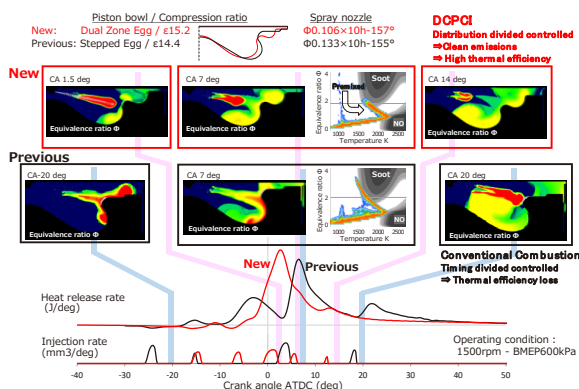 Piston bowl / Compression ratio
Spray nozzle
DCPCI
New: Dual Zone Egg / ε15.2
Φ0.106×10h-157°
Distribution divided controlled
Previous: Stepped Egg / ε14.4
Φ0.133×10h-155°
⇒Clean emissions
⇒ High thermal efficiency
New
CA 1.5 deg
Equivalence ratio Φ
CA 7 deg
Equivalence ratio Φ
Equivalence ratio Φ
4
2
0
Soot
Premixed
NO
1000 1500 2000 2500
Temperature K
CA 14 deg
Equivalence ratio Φ
Previous
CA-20 deg
Equivalence ratio Φ
CA 7 deg
Equivalence ratio Φ
Equivalence ratio Φ
4
2
0
Soot
NO
1000 1500 2000 2500
Temperature K
CA 20 deg
Equivalence ratio Φ
Conventional Combustion
Timing divided controlled
⇒ Thermal efficiency loss
New
Previous
Heat release rate
(J/deg)
Injection rate
(mm3/deg)
Operating condition :
1500rpm - BMEP600kPa
-40 -30 -20 -10 0 10 20 30 40 50
Crank angle ATDC (deg)